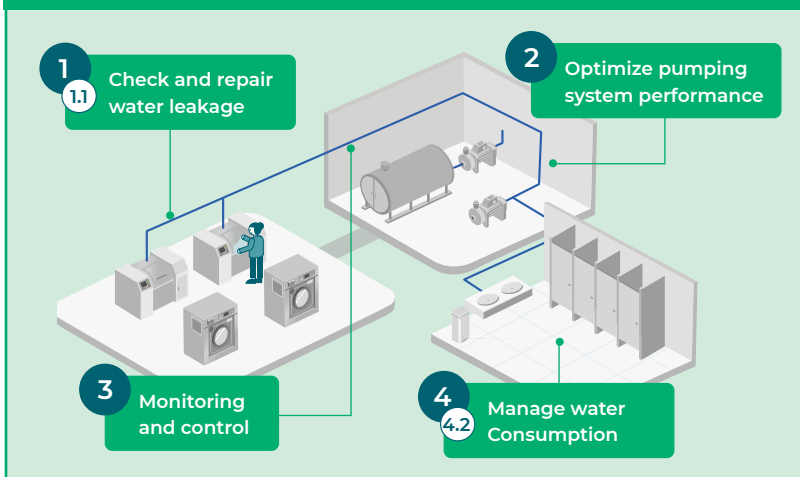 1
1.1
Check and repair
water leakage
2
Optimize pumping
system performance
3
Monitoring
and control
4
4.2
Manage water
Consumption